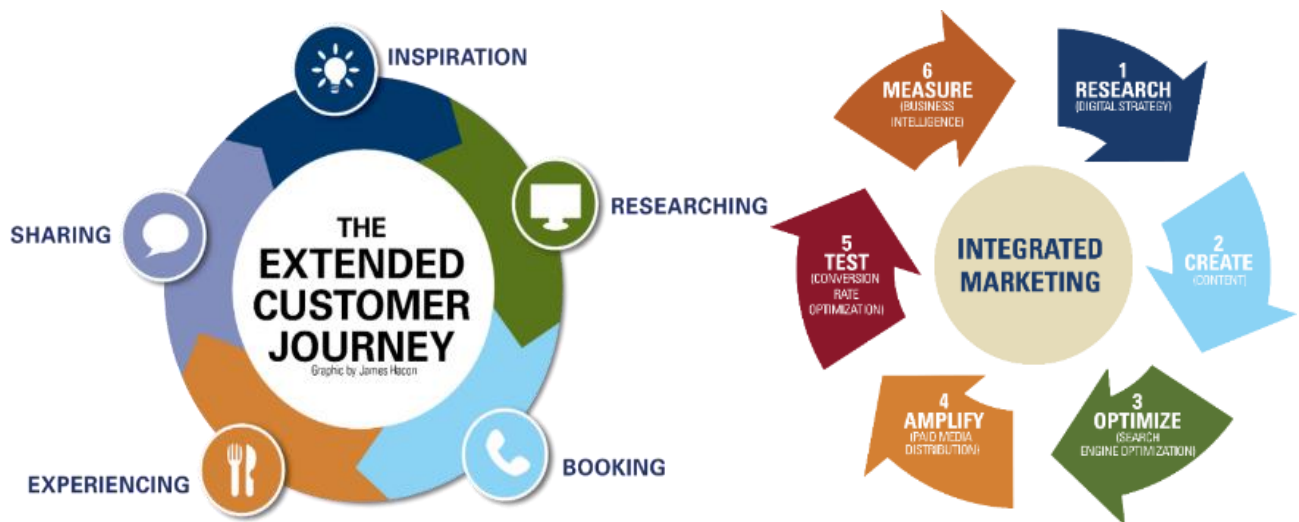 INSPIRATION
RESEARCHING
BOOKING
EXPERIENCING
SHARING
THE
EXTENDED
CUSTOMER
JOURNEY
Graphic by James Hacon
1
RESEARCH
(DIGITAL STRATEGY)
2
CREATE
(CONTENT)
3
OPTIMIZE
(SEARCH
ENGINE OPTIMIZATION)
4
AMPLIFY
(PAID MEDIA
DISTRIBUTION)
5
TEST
(CONVERSION
RATE
OPTIMIZATION)
6
MEASURE
(BUSINESS
INTELLIGENCE)
INTEGRATED
MARKETING